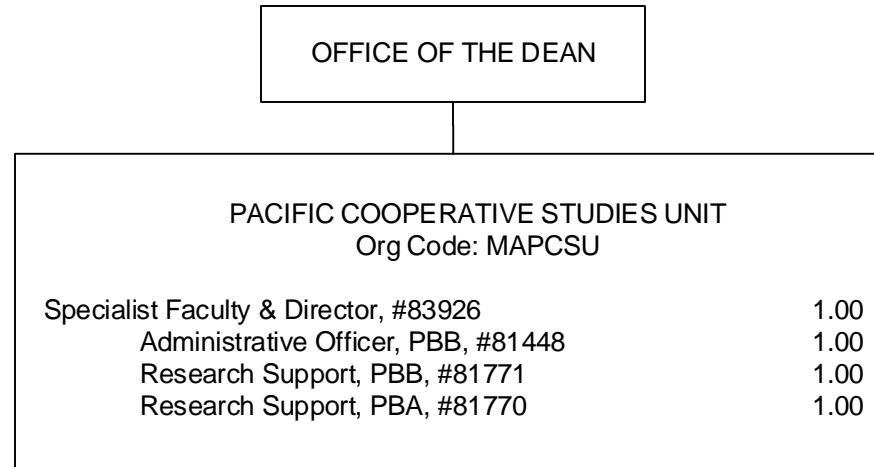 OFFICE OF THE DEAN
PACIFIC COOPERATIVE STUDIES UNIT
Org Code: MAPCSU
Specialist Faculty & Director, #83926 1.00
Administrative Officer, PBB, #81448 1.00
Research Support, PBB, #81771 1.00
Research Support, PBA, #81770 1.00